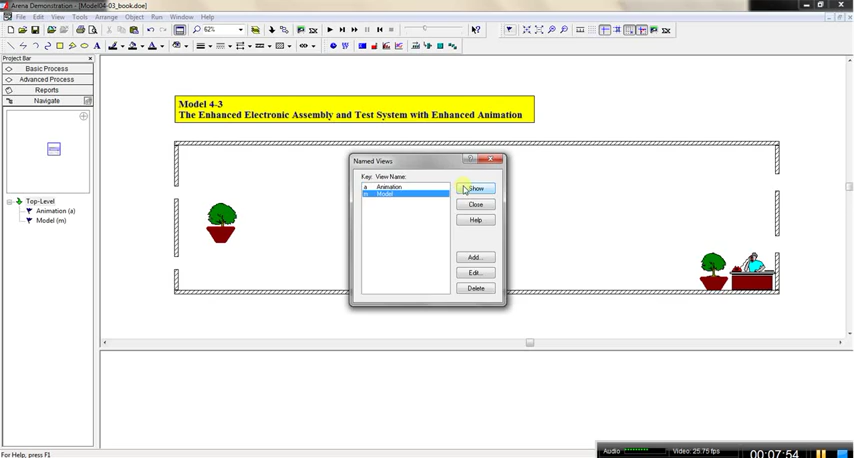 Arena Demonstration - [Model04-03_book.doe]
File Edit View Tools Arrange Object Run Window Help
62%
Project Bar
Basic Process
Advanced Process
Reports
Navigate
Top-Level
Animation (a)
Model (m)
Model 4-3
The Enhanced Electronic Assembly and Test System with Enhanced Animation
Named Views
Key: View Name:
a Animation
m Model
Show
Close
Help
Add...
Edit...
Delete
For Help, press F1
Audio
Video: 25.75 fps
00:07:54